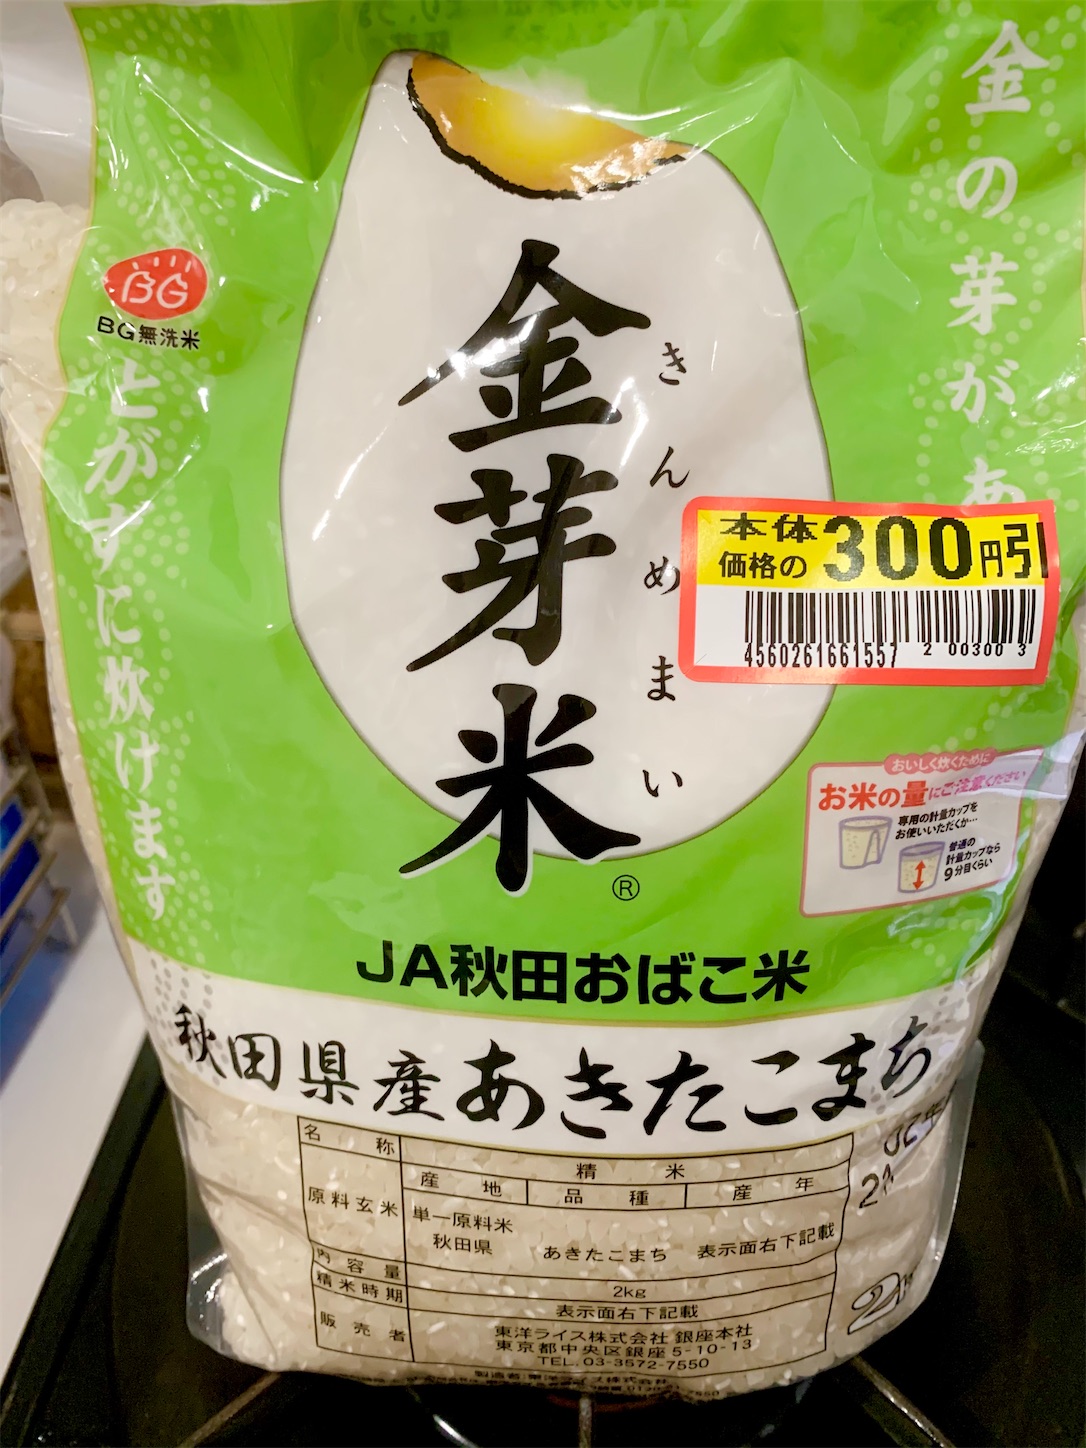 金の芽があ
BG
BG無洗米
とがずに炊けます
金芽米
きんめまい
®
本体
価格の
300円引
4560261661557 2 00300 3
おいしく炊くために
お米の量にご注意ください
専用の計量カップを
お使いいただくか…
普通の
計量カップなら
9分目くらい
JA秋田おばこ米
秋田県産あきたこまち
名称 精米
原料玄米 産地 品種 産年
単一原料米
秋田県 あきたこまち 表示面右下記載
内容量 2kg
精米時期 表示面右下記載
販売者 東洋ライス株式会社 銀座本社
東京都中央区銀座5-10-13
TEL.03-3572-7550